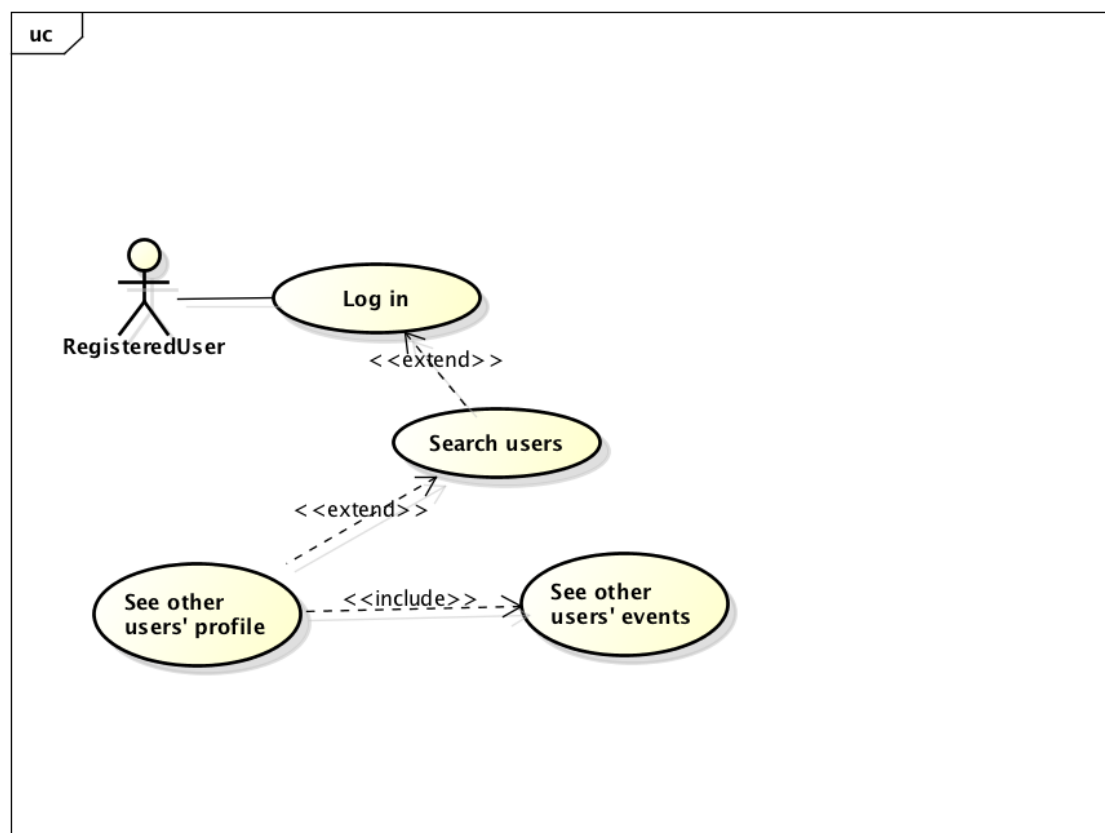 uc
Log in
RegisteredUser
<<extend>>
Search users
<<extend>>
See other
users' profile
<<include>>
See other
users' events